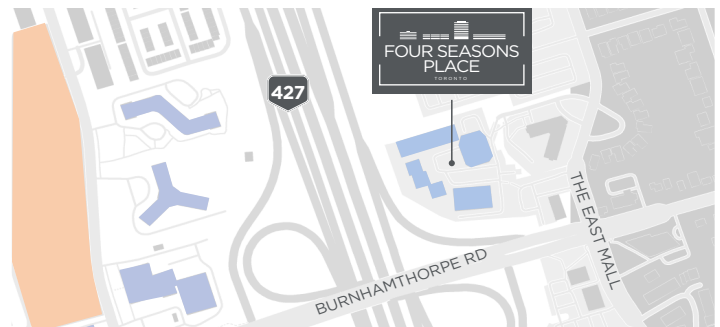 FOUR SEASONS
PLACE
TORONTO
427
THE EAST MALL
BURNHAMTHORPE RD